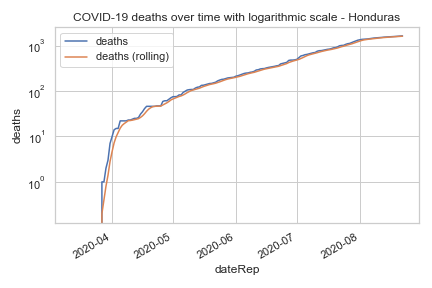 COVID-19 deaths over time with logarithmic scale - Honduras
deaths
deaths (rolling)
10³
10²
10¹
10⁰
deaths
2020-04
2020-05
2020-06
2020-07
2020-08
dateRep